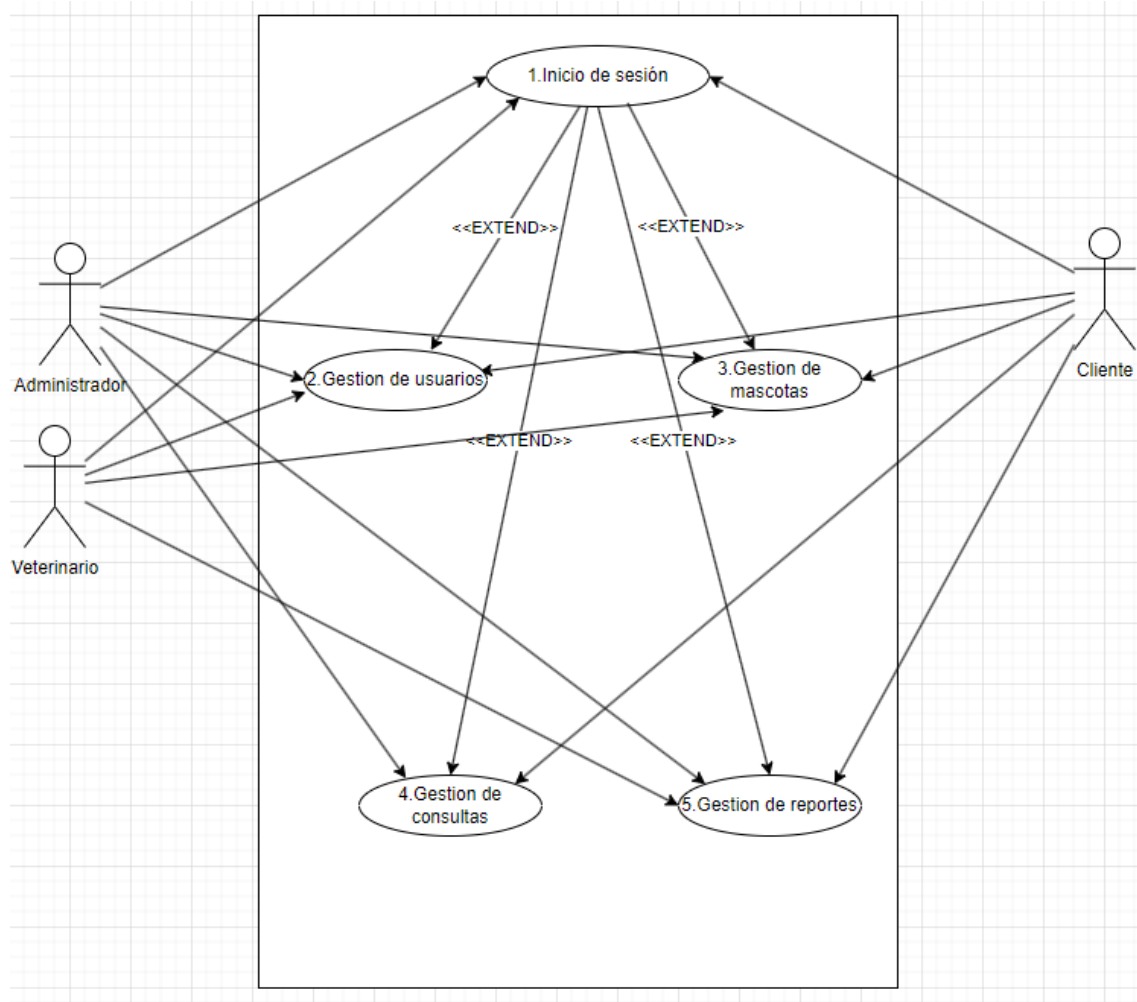 1.Inicio de sesión
<<EXTEND>>
<<EXTEND>>
Administrador
Cliente
2.Gestion de usuarios
3.Gestion de
mascotas
<<EXTEND>>
<<EXTEND>>
Veterinario
4.Gestion de
consultas
5.Gestion de reportes